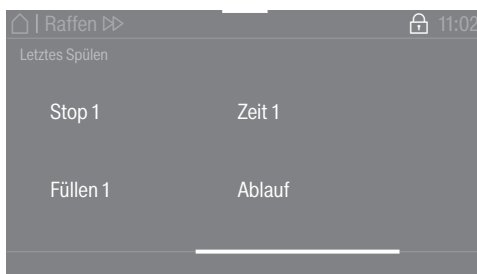 | Raffen 11:02
Letztes Spülen
Stop 1 Zeit 1
Füllen 1 Ablauf